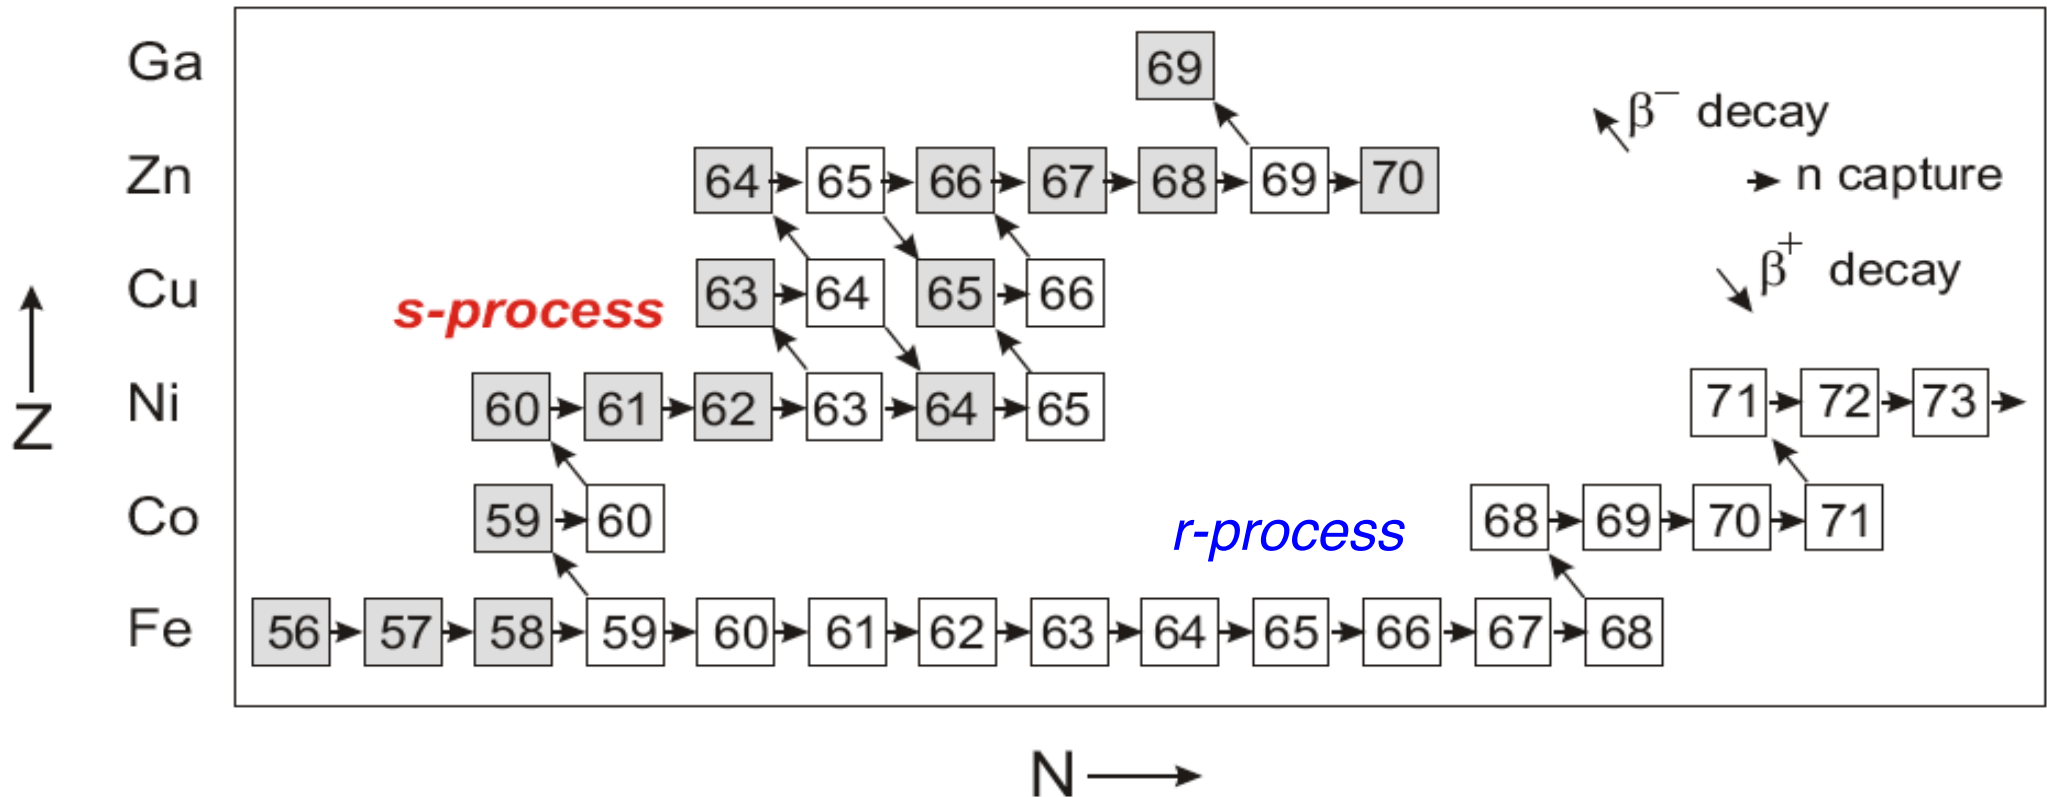 Ga 69
β− decay
Zn 64 65 66 67 68 69 70
n capture
Cu 63 64 65 66
β+ decay
s-process
Ni 60 61 62 63 64 65 71 72 73
Z
Co 59 60 68 69 70 71
r-process
Fe 56 57 58 59 60 61 62 63 64 65 66 67 68
N